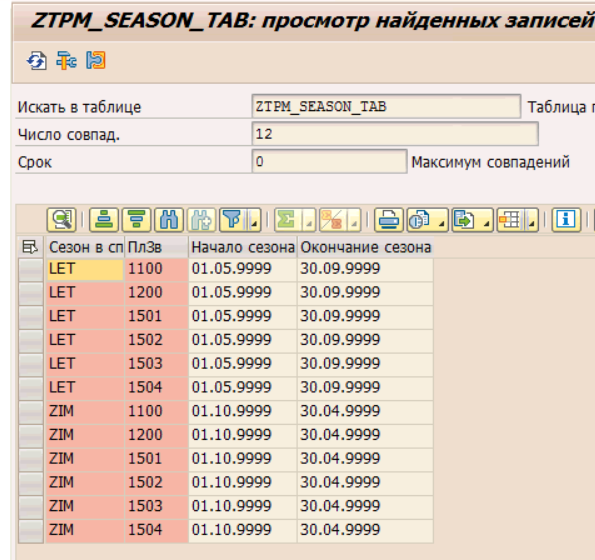 ZTPM_SEASON_TAB: просмотр найденных записей
Искать в таблице ZTPM_SEASON_TAB Таблица
Число совпад. 12
Срок 0 Максимум совпадений
Сезон в сп ПлЗв Начало сезона Окончание сезона
LET 1100 01.05.9999 30.09.9999
LET 1200 01.05.9999 30.09.9999
LET 1501 01.05.9999 30.09.9999
LET 1502 01.05.9999 30.09.9999
LET 1503 01.05.9999 30.09.9999
LET 1504 01.05.9999 30.09.9999
ZIM 1100 01.10.9999 30.04.9999
ZIM 1200 01.10.9999 30.04.9999
ZIM 1501 01.10.9999 30.04.9999
ZIM 1502 01.10.9999 30.04.9999
ZIM 1503 01.10.9999 30.04.9999
ZIM 1504 01.10.9999 30.04.9999